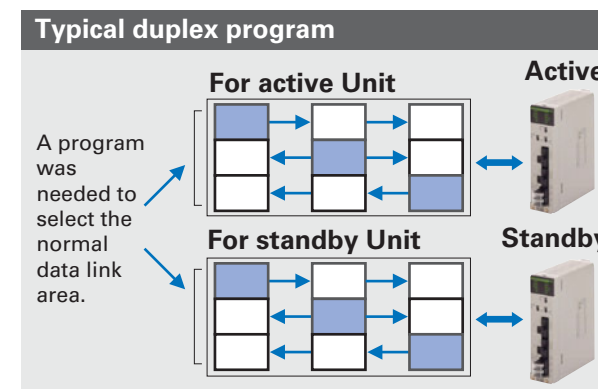 Typical duplex program
For active Unit
Active
A program
was
needed to
select the
normal
data link
area.
For standby Unit
Standby